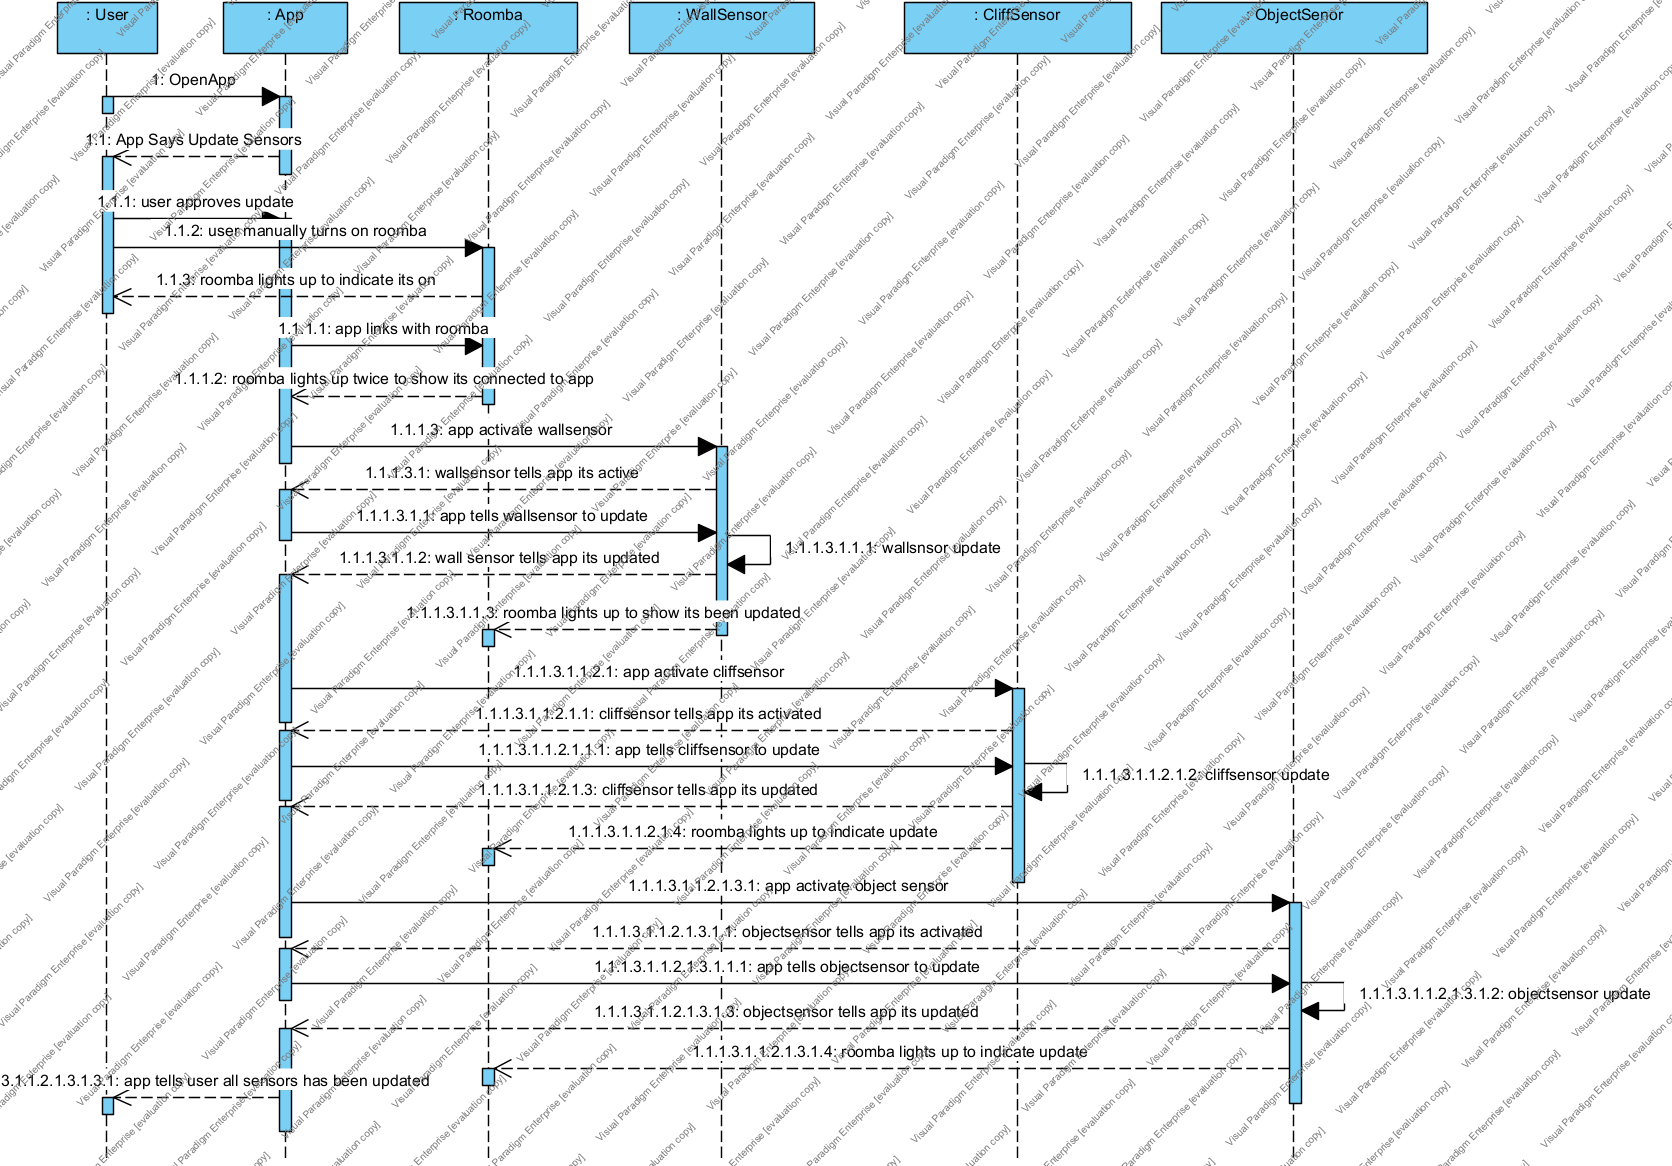 : User
: App
: Roomba
: WallSensor
: CliffSensor
ObjectSenor
1: OpenApp
1.1: App Says Update Sensors
1.1.1: user approves update
1.1.2: user manually turns on roomba
1.1.3: roomba lights up to indicate its on
1.1.1.1: app links with roomba
1.1.1.2: roomba lights up twice to show its connected to app
1.1.1.3: app activate wallsensor
1.1.1.3.1: wallsensor tells app its active
1.1.1.3.1.1: app tells wallsensor to update
1.1.1.3.1.1.1: wallsnsor update
1.1.1.3.1.1.2: wall sensor tells app its updated
1.1.1.3.1.1.3: roomba lights up to show its been updated
1.1.1.3.1.1.2.1: app activate cliffsensor
1.1.1.3.1.1.2.1.1: cliffsensor tells app its activated
1.1.1.3.1.1.2.1.1.1: app tells cliffsensor to update
1.1.1.3.1.1.2.1.2: cliffsensor update
1.1.1.3.1.1.2.1.3: cliffsensor tells app its updated
1.1.1.3.1.1.2.1.4: roomba lights up to indicate update
1.1.1.3.1.1.2.1.3.1: app activate object sensor
1.1.1.3.1.1.2.1.3.1.1: objectsensor tells app its activated
1.1.1.3.1.1.2.1.3.1.1.1: app tells objectsensor to update
1.1.1.3.1.1.2.1.3.1.2: objectsensor update
1.1.1.3.1.1.2.1.3.1.3: objectsensor tells app its updated
1.1.1.3.1.1.2.1.3.1.4: roomba lights up to indicate update
3.1.1.2.1.3.1.3.1: app tells user all sensors has been updated
Visual Paradigm Enterprise [evaluation copy]